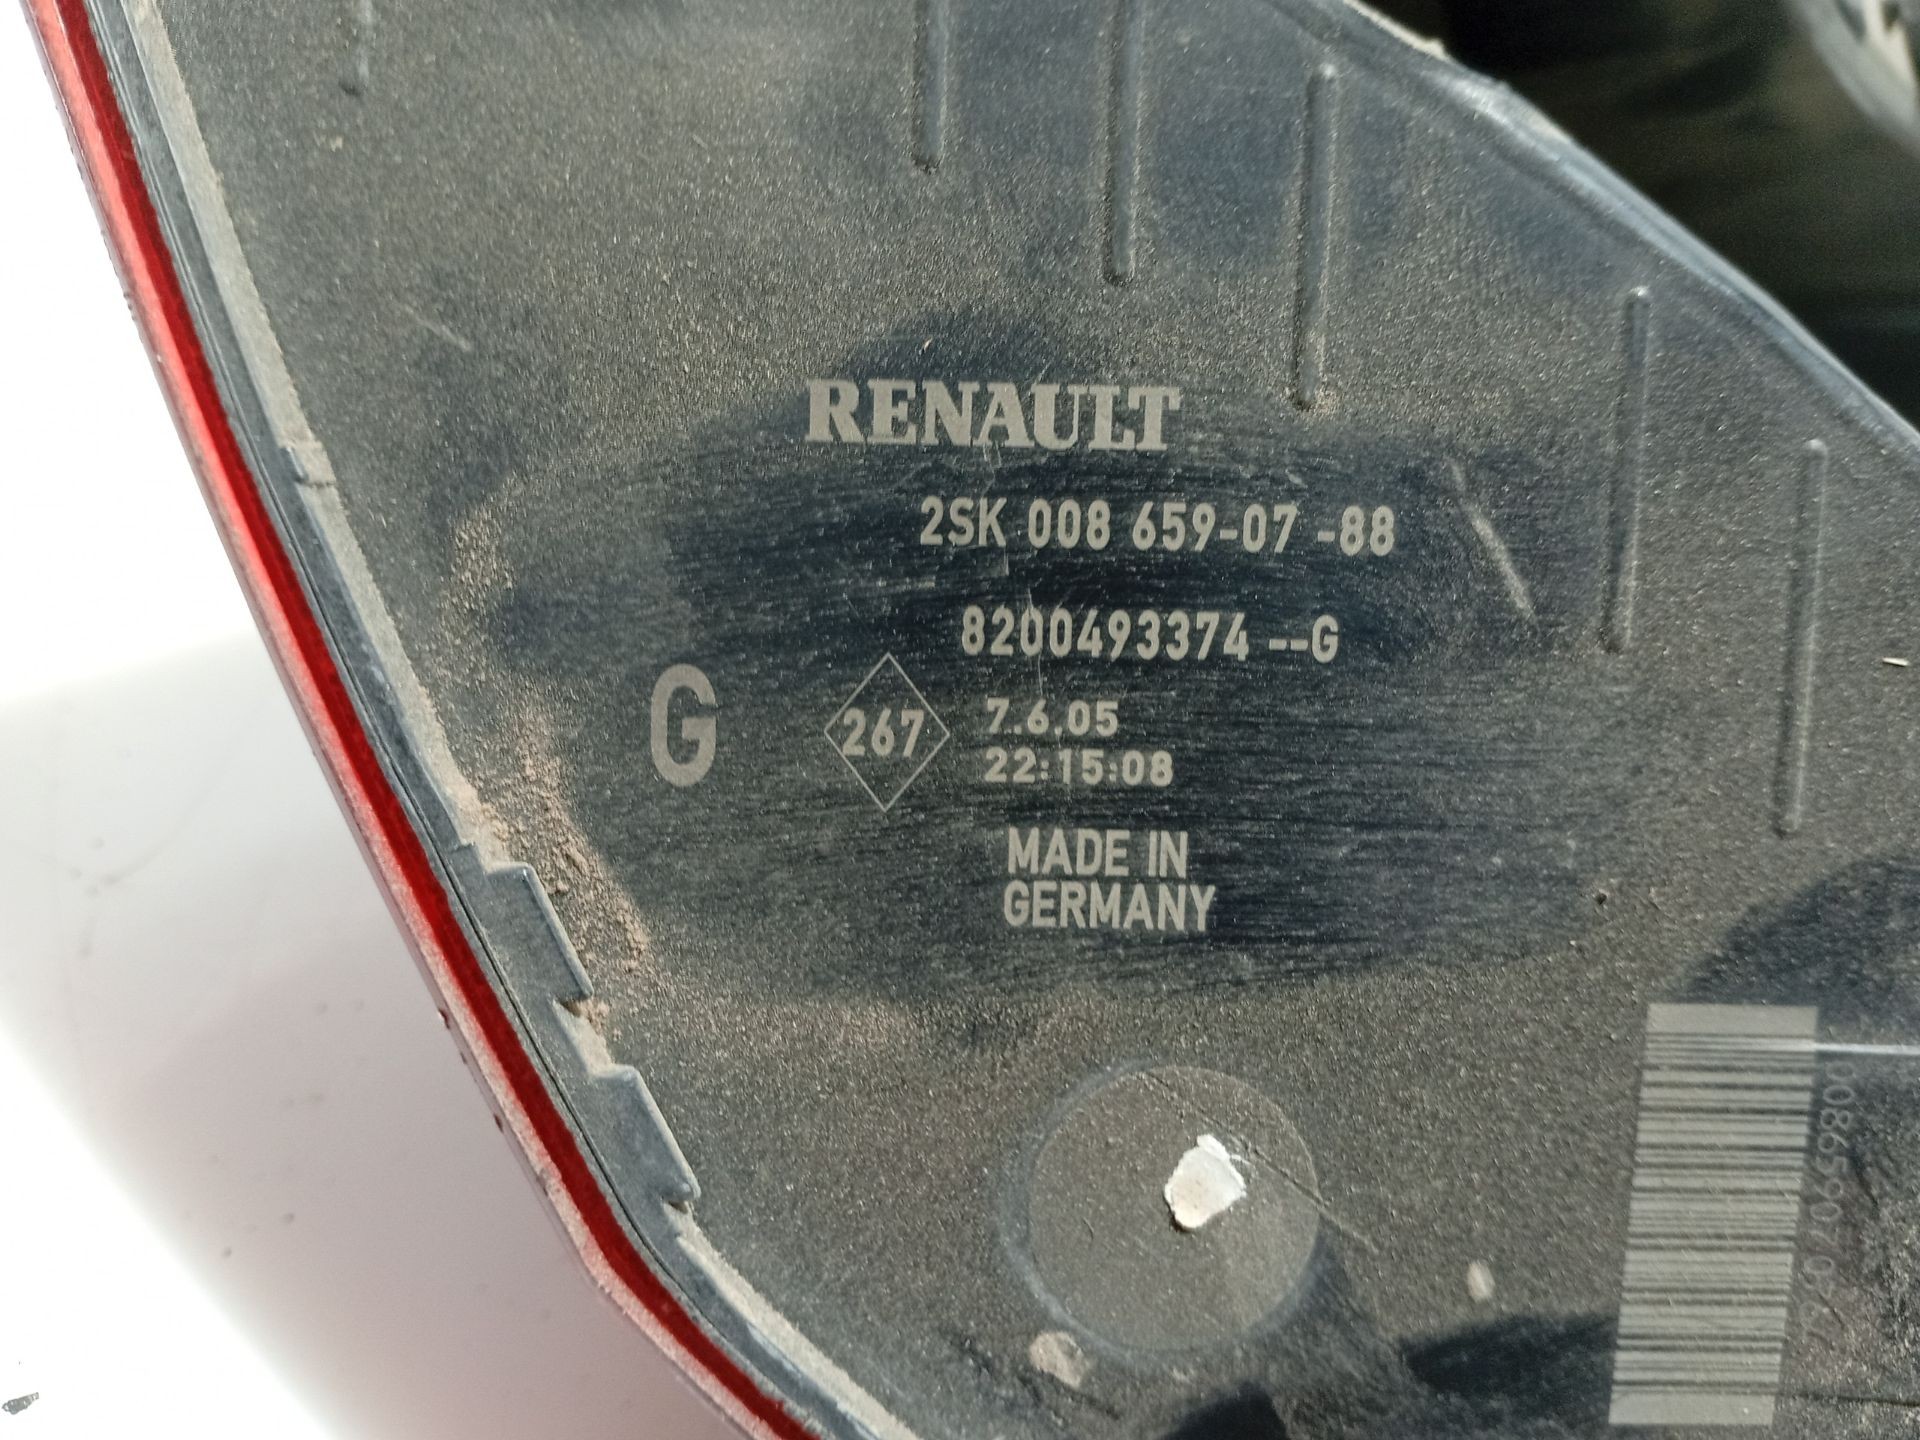 RENAULT
2SK 008 659-07 -88
8200493374 --G
G
267
7.6.05
22:15:08
MADE IN
GERMANY